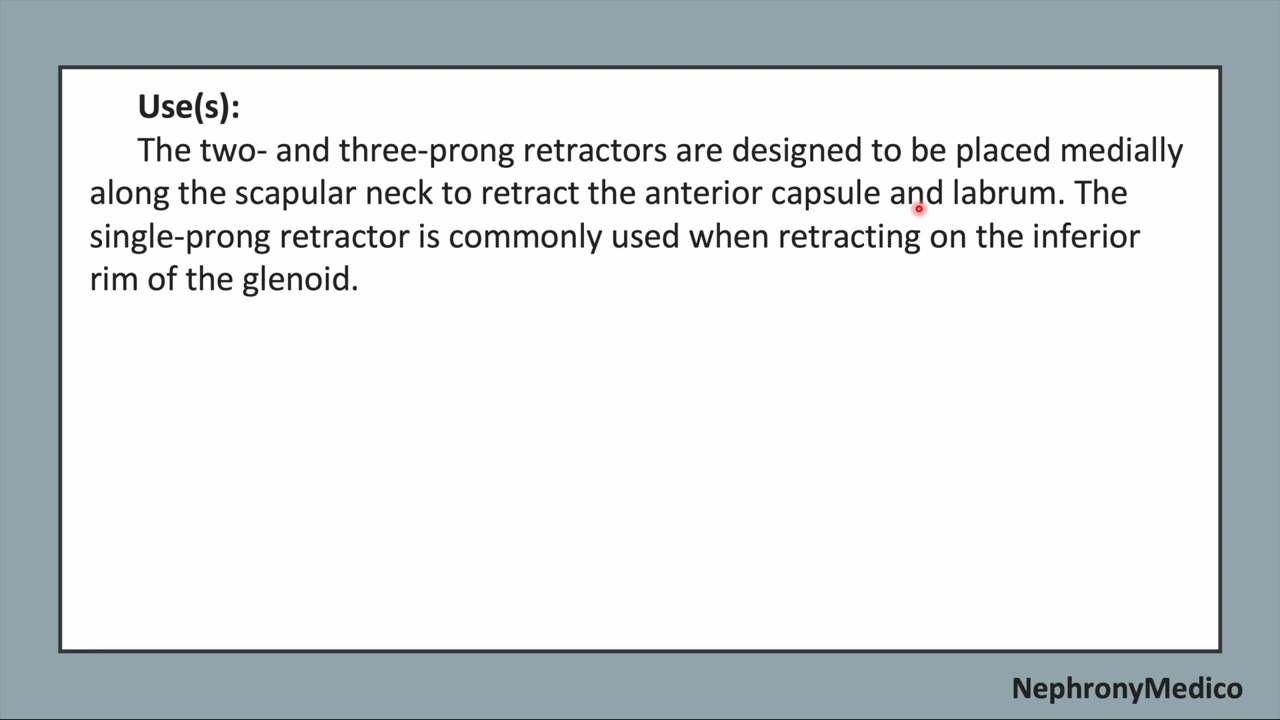 Use(s):
The two- and three-prong retractors are designed to be placed medially
along the scapular neck to retract the anterior capsule and labrum. The
single-prong retractor is commonly used when retracting on the inferior
rim of the glenoid.
NephronyMedico